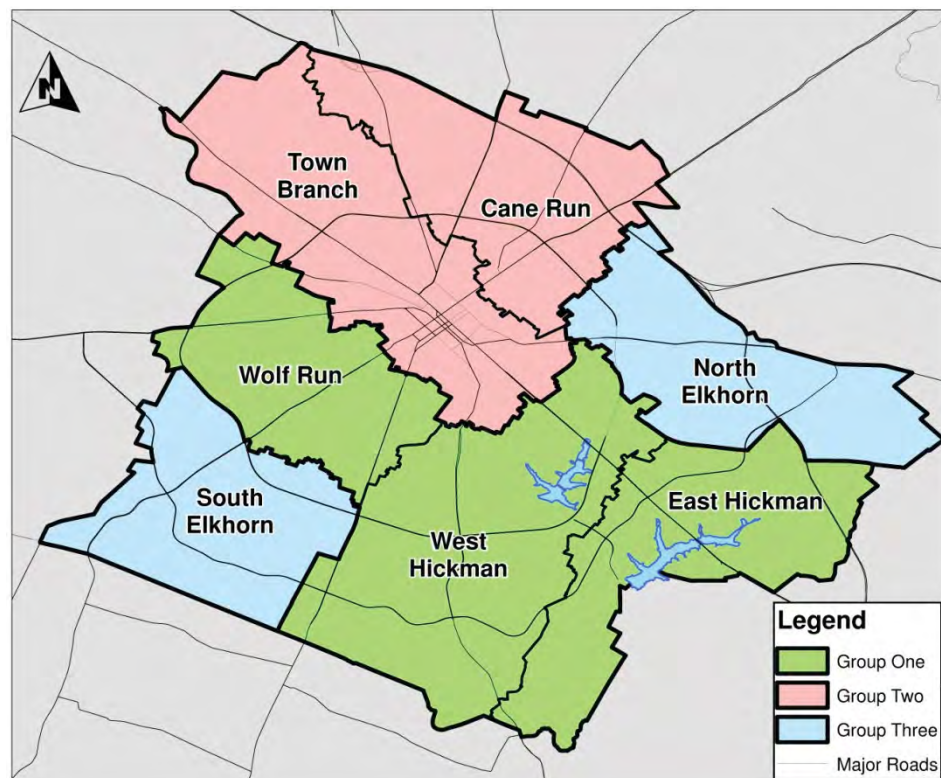 N
Town
Branch
Cane Run
Wolf Run
North
Elkhorn
South
Elkhorn
East Hickman
West
Hickman
Legend
Group One
Group Two
Group Three
Major Roads